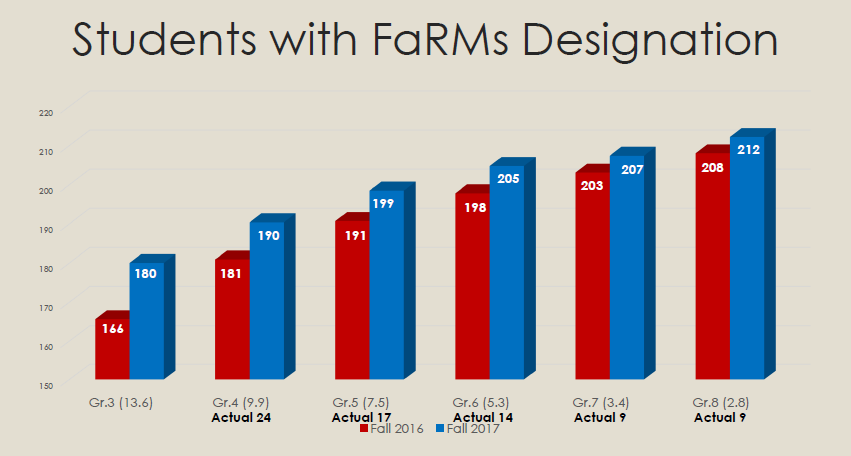 Students with FaRMs Designation
220
210
200
190
180
170
160
150
166
180
181
190
191
199
198
205
203
207
208
212
Gr.3 (13.6)
Gr.4 (9.9)
Actual 24
Gr.5 (7.5)
Actual 17
Gr.6 (5.3)
Actual 14
Gr.7 (3.4)
Actual 9
Gr.8 (2.8)
Actual 9
Fall 2016
Fall 2017